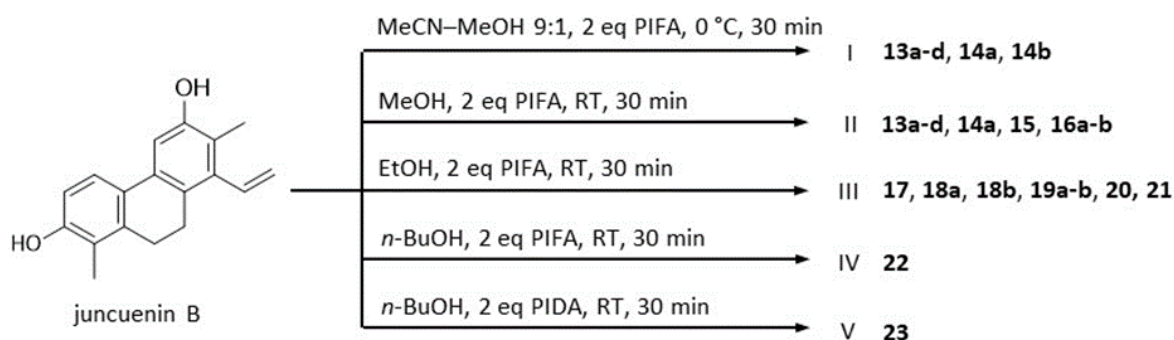 MeCN–MeOH 9:1, 2 eq PIFA, 0 °C, 30 min
I 13a-d, 14a, 14b
OH
MeOH, 2 eq PIFA, RT, 30 min
II 13a-d, 14a, 15, 16a-b
EtOH, 2 eq PIFA, RT, 30 min
III 17, 18a, 18b, 19a-b, 20, 21
HO
n-BuOH, 2 eq PIFA, RT, 30 min
IV 22
n-BuOH, 2 eq PIDA, RT, 30 min
V 23
juncuenin B